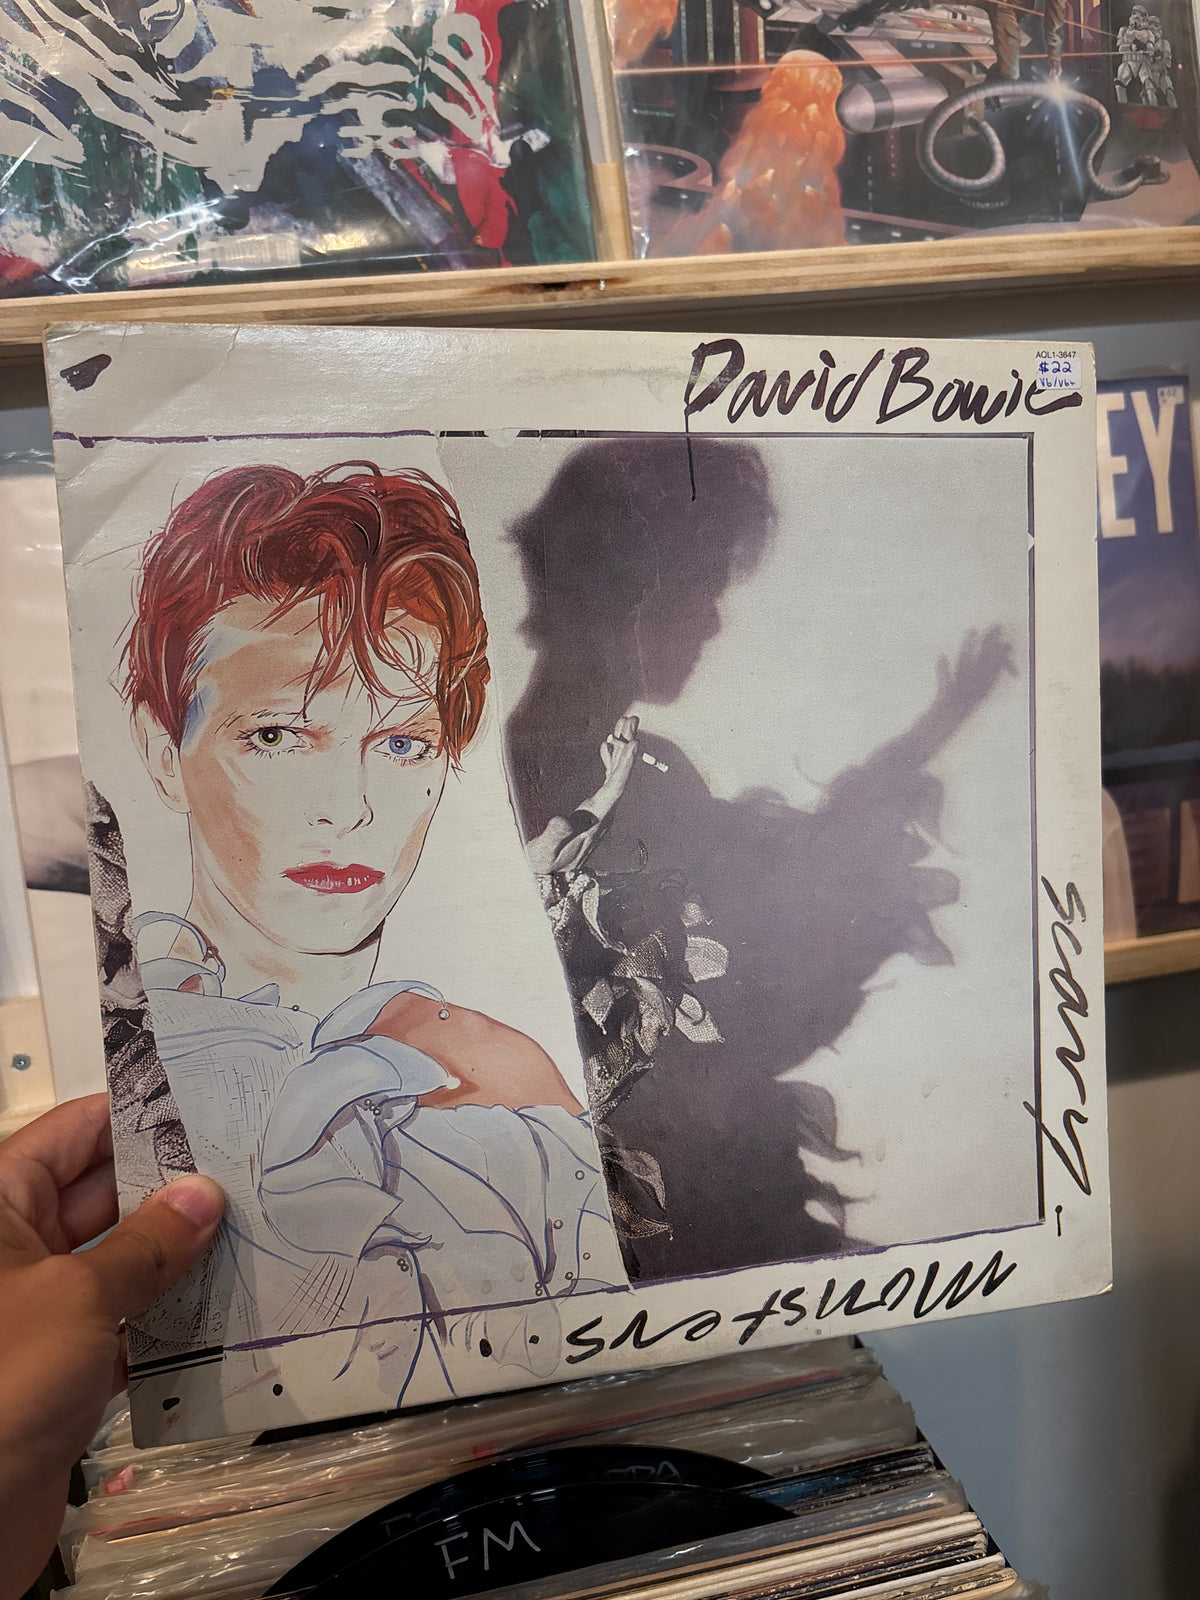 David Bowie
AQL1-3647
$22
VG/VG+
EY
scary-
monsters
FM